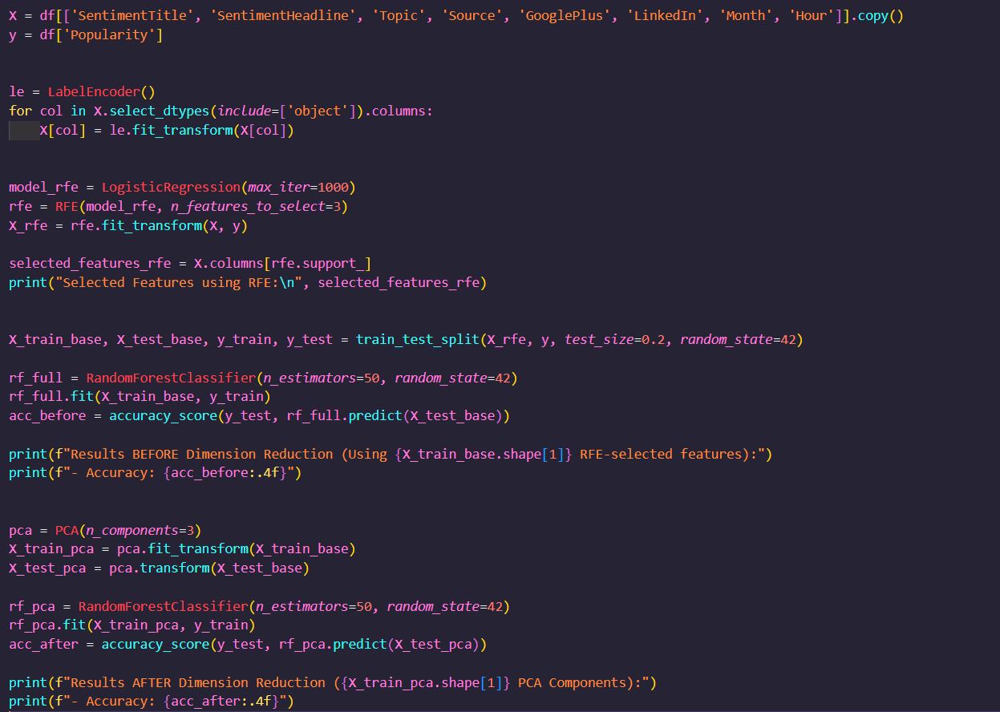 X = df[['SentimentTitle', 'SentimentHeadline', 'Topic', 'Source', 'GooglePlus', 'LinkedIn', 'Month', 'Hour']].copy()
y = df['Popularity']
le = LabelEncoder()
for col in X.select_dtypes(include=['object']).columns:
    X[col] = le.fit_transform(X[col])
model_rfe = LogisticRegression(max_iter=1000)
rfe = RFE(model_rfe, n_features_to_select=3)
X_rfe = rfe.fit_transform(X, y)
selected_features_rfe = X.columns[rfe.support_]
print("Selected Features using RFE:\n", selected_features_rfe)
X_train_base, X_test_base, y_train, y_test = train_test_split(X_rfe, y, test_size=0.2, random_state=42)
rf_full = RandomForestClassifier(n_estimators=50, random_state=42)
rf_full.fit(X_train_base, y_train)
acc_before = accuracy_score(y_test, rf_full.predict(X_test_base))
print(f"Results BEFORE Dimension Reduction (Using {X_train_base.shape[1]} RFE-selected features):")
print(f"- Accuracy: {acc_before:.4f}")
pca = PCA(n_components=3)
X_train_pca = pca.fit_transform(X_train_base)
X_test_pca = pca.transform(X_test_base)
rf_pca = RandomForestClassifier(n_estimators=50, random_state=42)
rf_pca.fit(X_train_pca, y_train)
acc_after = accuracy_score(y_test, rf_pca.predict(X_test_pca))
print(f"Results AFTER Dimension Reduction ({X_train_pca.shape[1]} PCA Components):")
print(f"- Accuracy: {acc_after:.4f}")